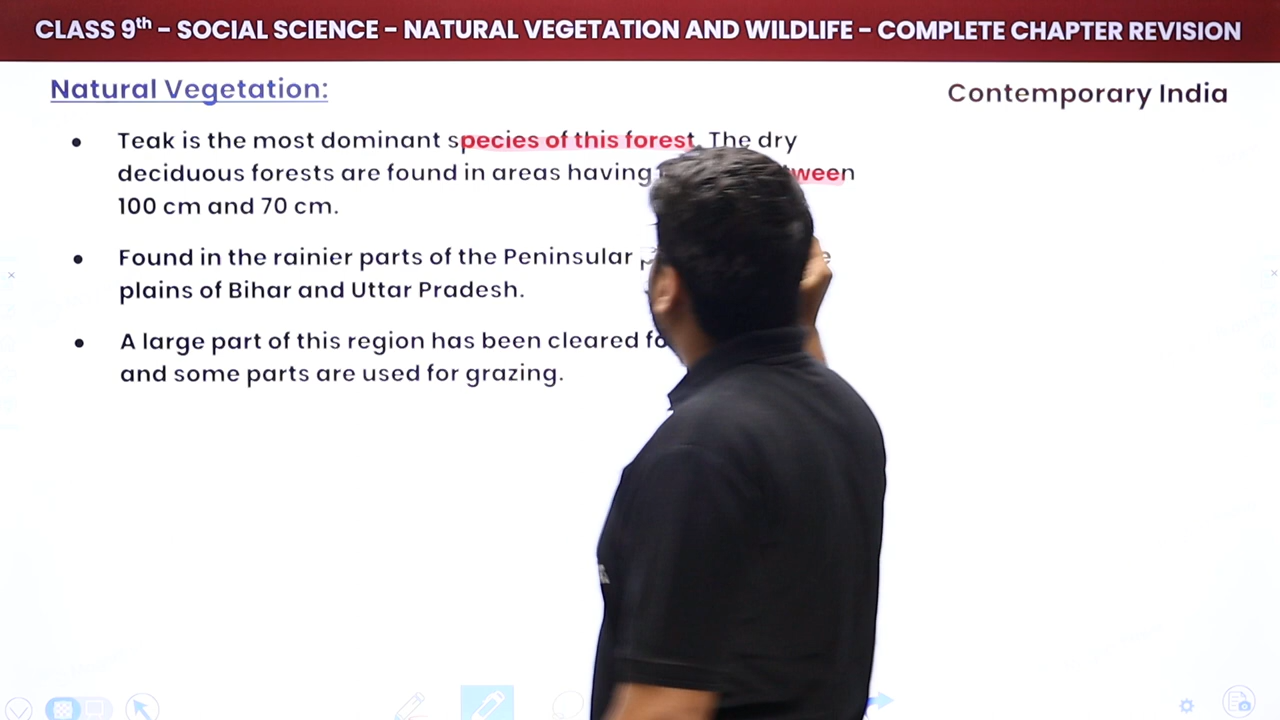 CLASS 9th – SOCIAL SCIENCE – NATURAL VEGETATION AND WILDLIFE – COMPLETE CHAPTER REVISION
Natural Vegetation:
Contemporary India
• Teak is the most dominant species of this forest. The dry
deciduous forests are found in areas having
100 cm and 70 cm.
• Found in the rainier parts of the Peninsular
plains of Bihar and Uttar Pradesh.
• A large part of this region has been cleared
and some parts are used for grazing.